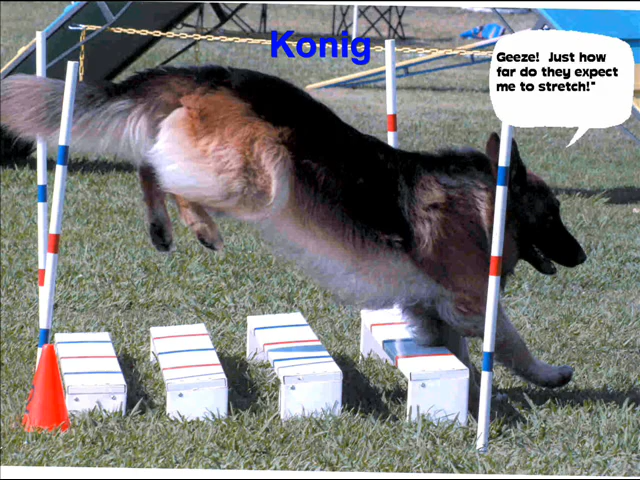 Konig
Geeze! Just how
far do they expect
me to stretch!"